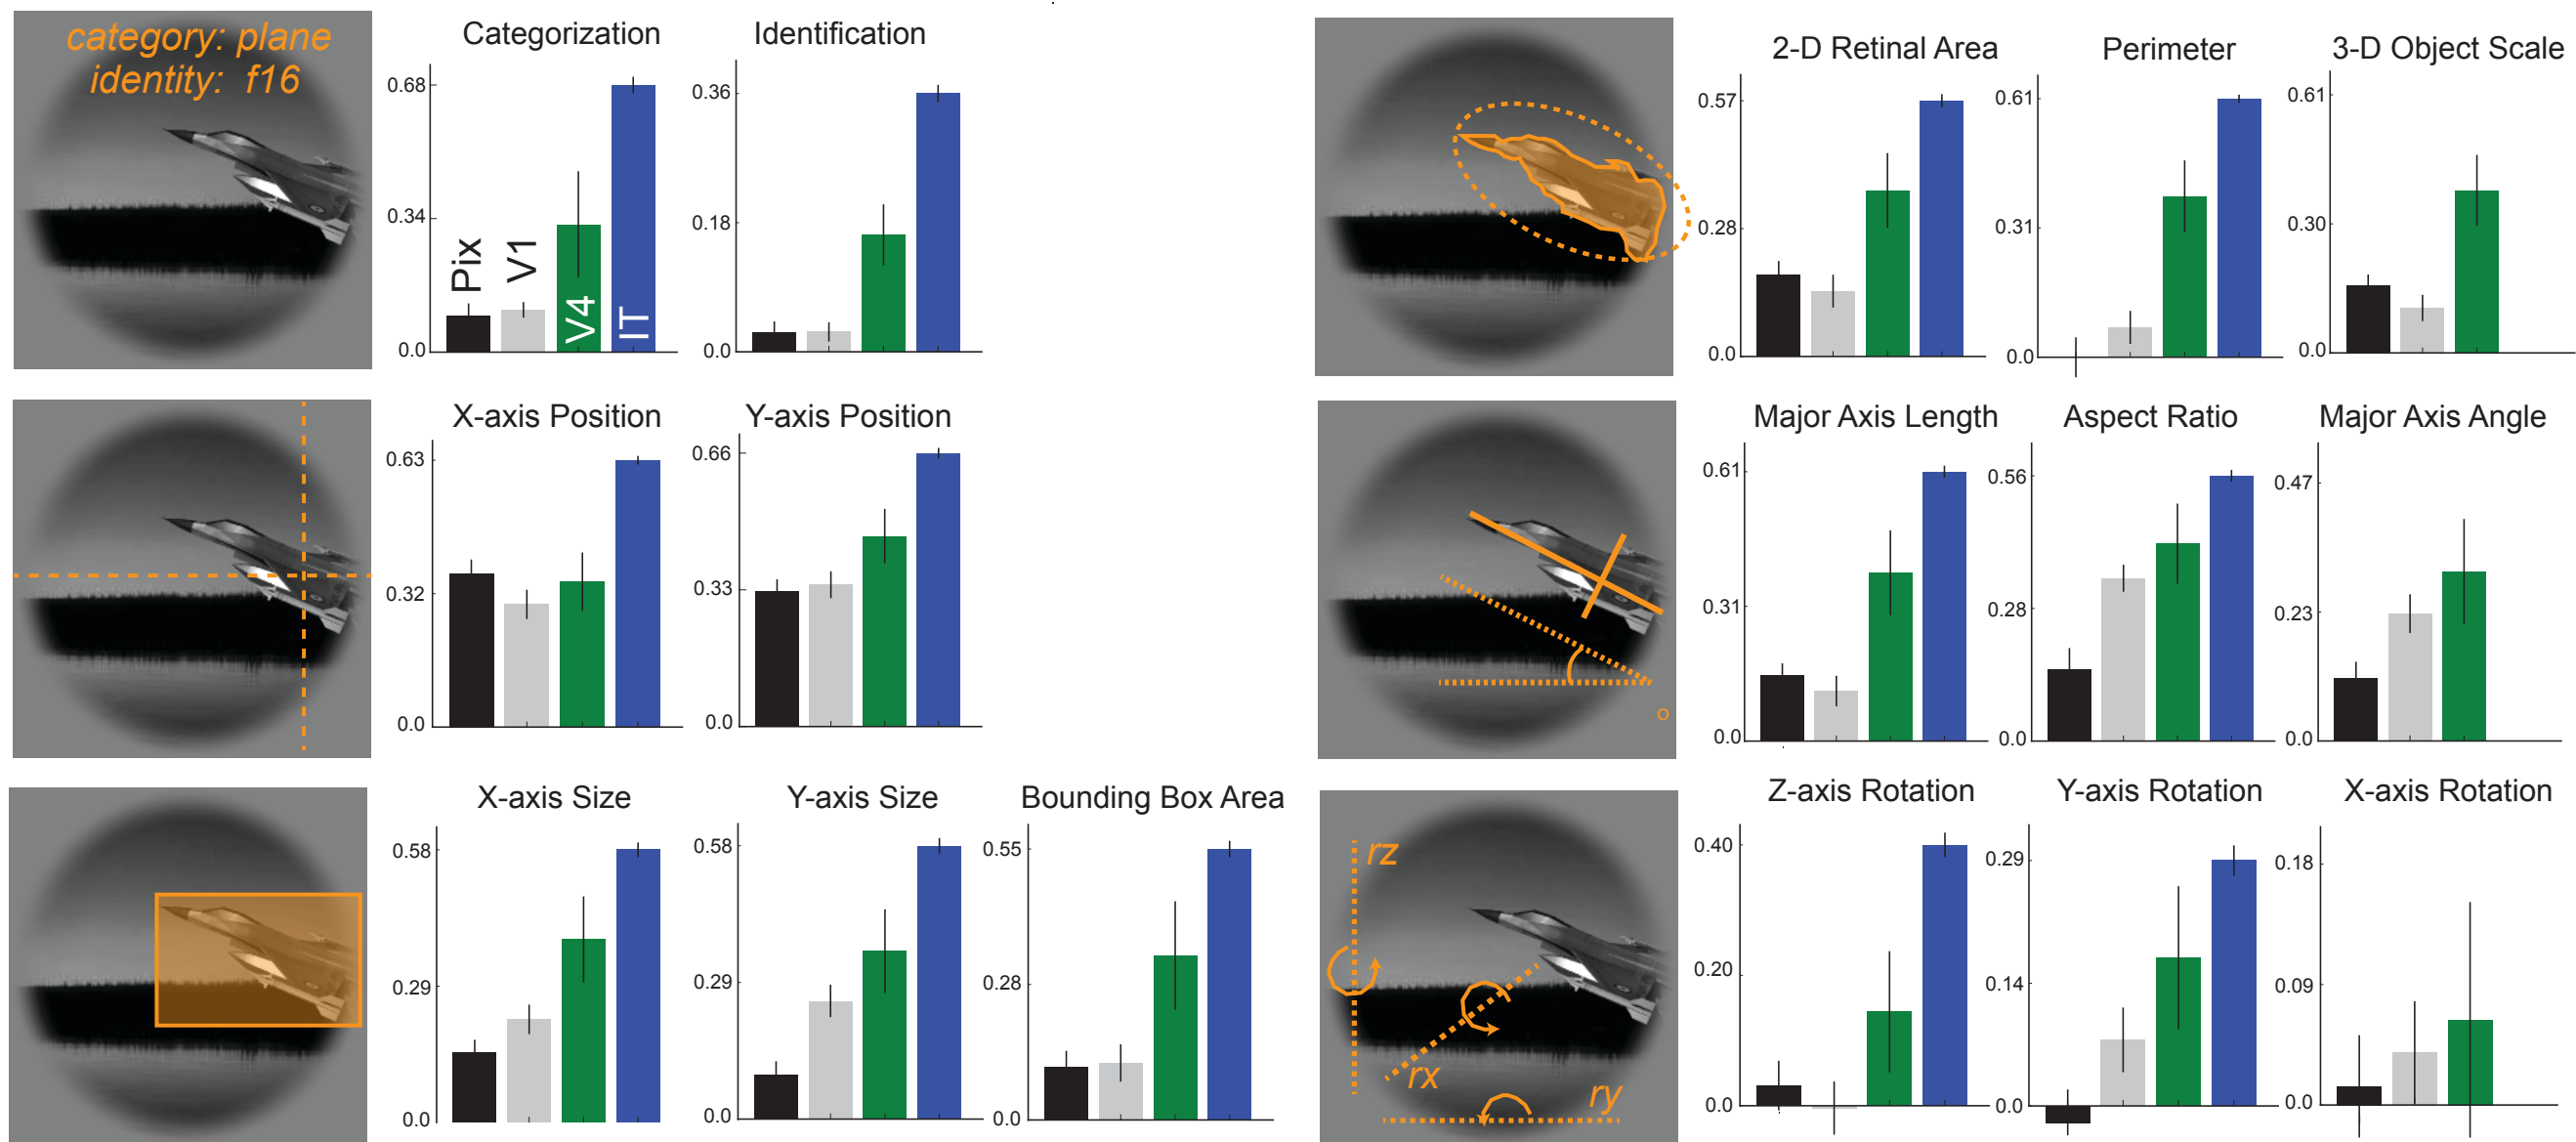 category: plane
identity: f16
Categorization
0.68
0.34
0.0
Pix
V1
V4
IT
Identification
0.36
0.18
0.0
2-D Retinal Area
0.57
0.28
0.0
Perimeter
0.61
0.31
0.0
3-D Object Scale
0.61
0.30
0.0
X-axis Position
0.63
0.32
0.0
Y-axis Position
0.66
0.33
0.0
Major Axis Length
0.61
0.31
0.0
Aspect Ratio
0.56
0.28
0.0
Major Axis Angle
0.47
0.23
0.0
X-axis Size
0.58
0.29
0.0
Y-axis Size
0.58
0.29
0.0
Bounding Box Area
0.55
0.28
0.0
rz
rx
ry
Z-axis Rotation
0.40
0.20
0.0
Y-axis Rotation
0.29
0.14
0.0
X-axis Rotation
0.18
0.09
0.0